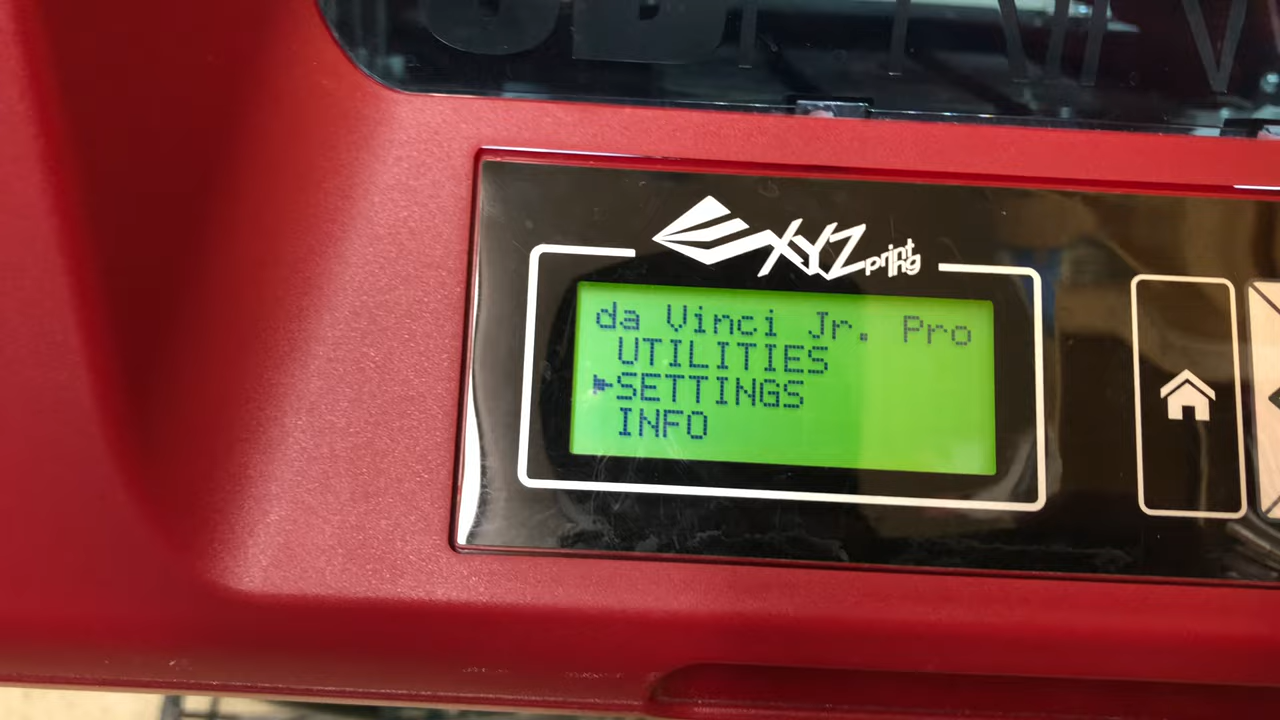 XYZprinting
da Vinci Jr. Pro
UTILITIES
SETTINGS
INFO